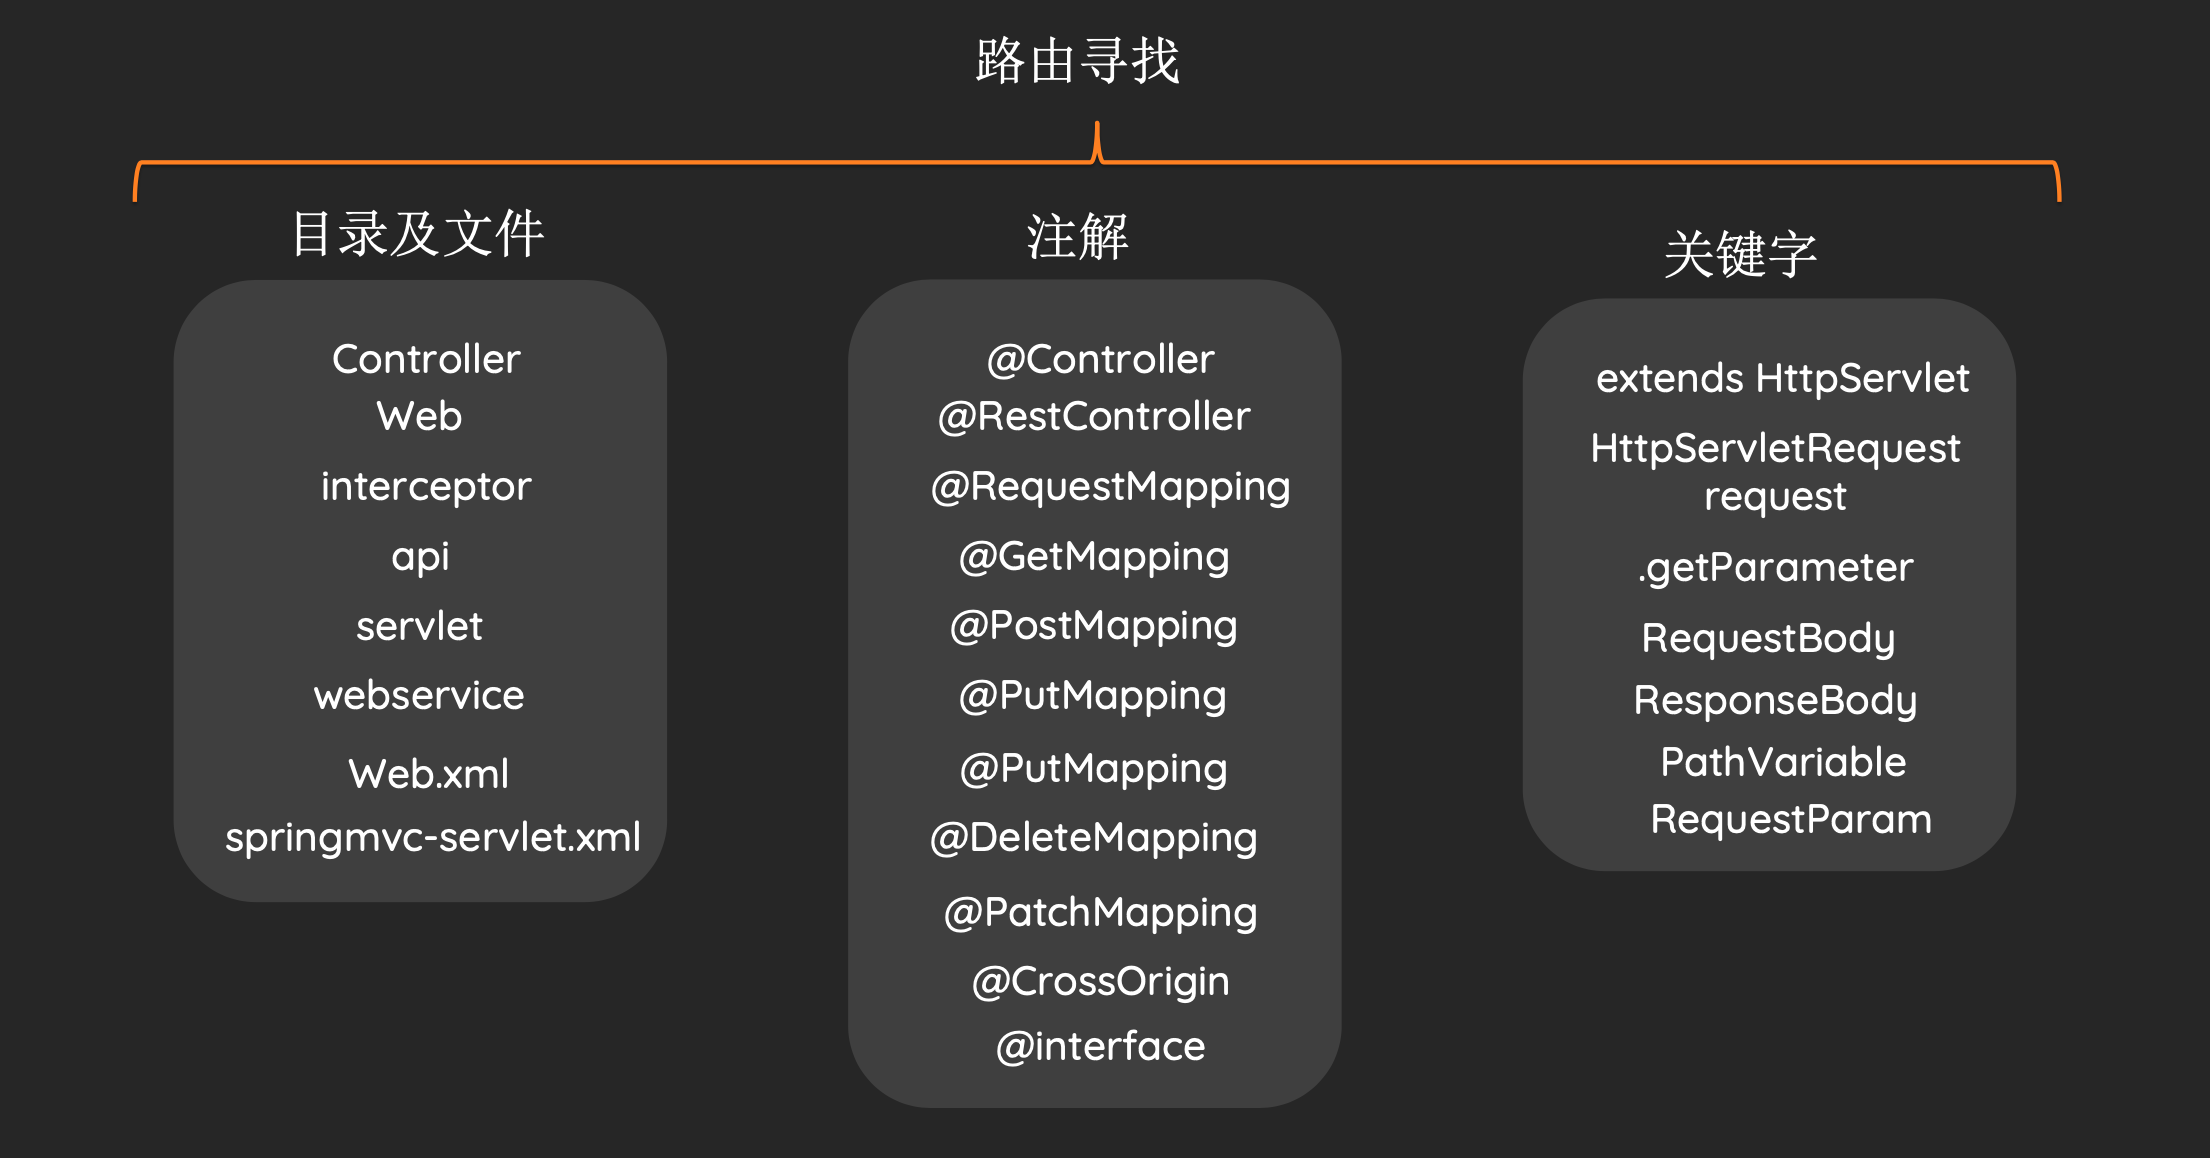 路由寻找
目录及文件
Controller
Web
interceptor
api
servlet
webservice
Web.xml
springmvc-servlet.xml
注解
@Controller
@RestController
@RequestMapping
@GetMapping
@PostMapping
@PutMapping
@PutMapping
@DeleteMapping
@PatchMapping
@CrossOrigin
@interface
关键字
extends HttpServlet
HttpServletRequest
request
.getParameter
RequestBody
ResponseBody
PathVariable
RequestParam